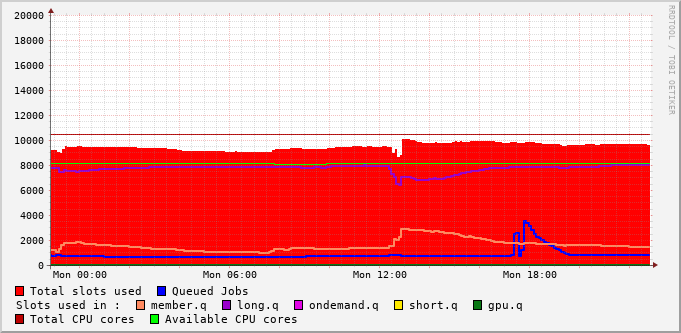 20000
18000
16000
14000
12000
10000
8000
6000
4000
2000
0
Mon 00:00 Mon 06:00 Mon 12:00 Mon 18:00
RRDTOOL / TOBI OETIKER
Total slots used Queued Jobs
Slots used in : member.q long.q ondemand.q short.q gpu.q
Total CPU cores Available CPU cores